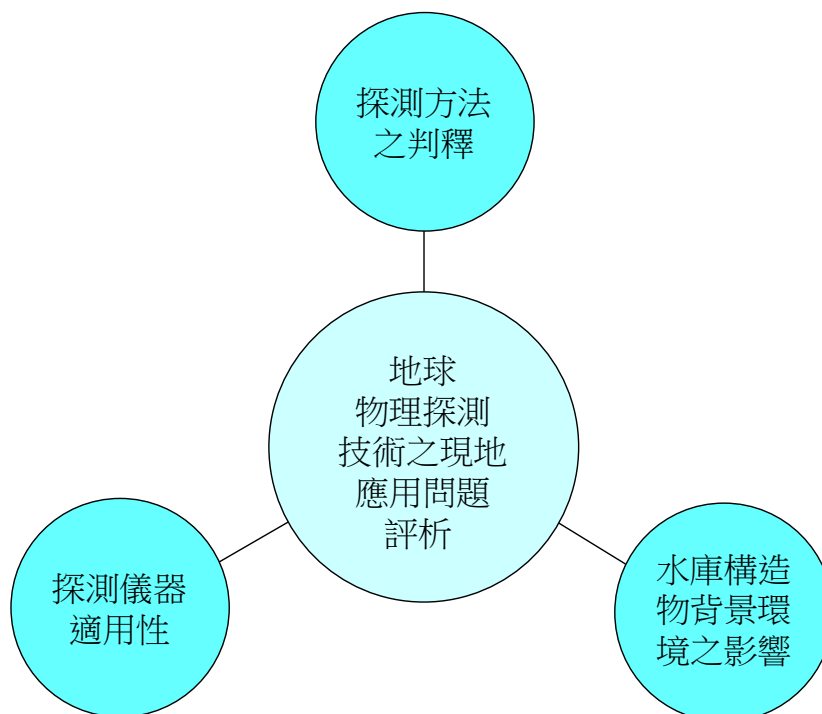 探測方法
之判釋
地球
物理探測
技術之現地
應用問題
評析
探測儀器
適用性
水庫構造
物背景環
境之影響